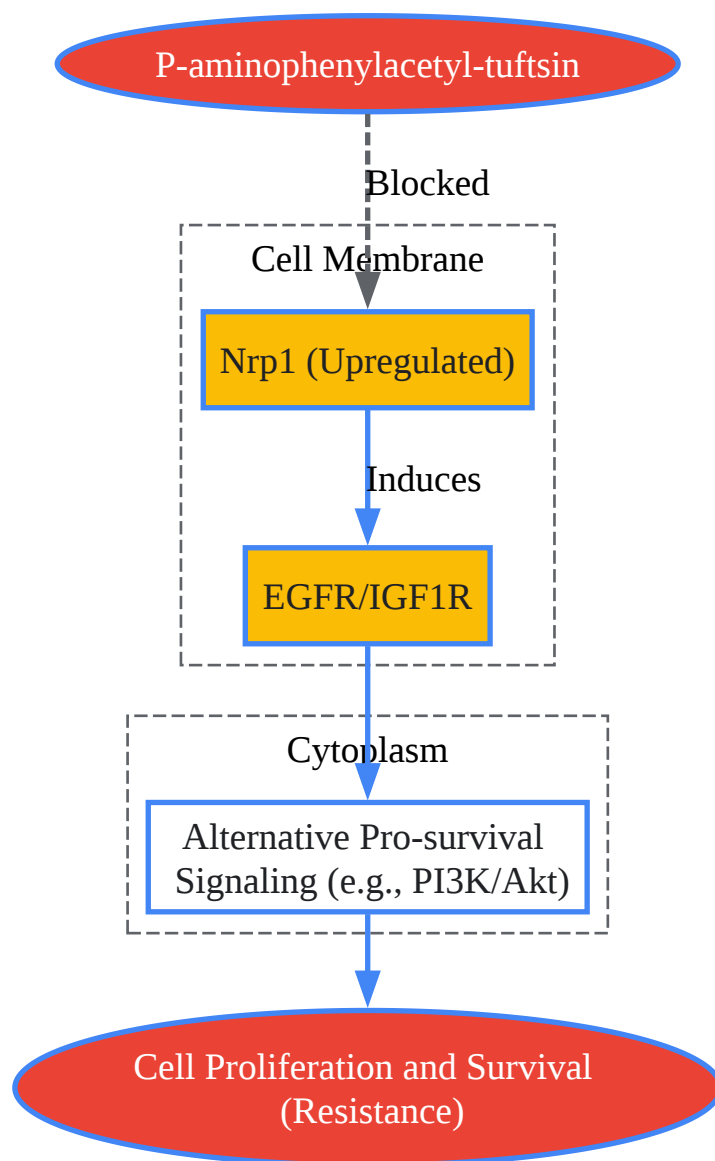 P-aminophenylacetyl-tuftsin
Blocked
Cell Membrane
Nrp1 (Upregulated)
Induces
EGFR/IGF1R
Cytoplasm
Alternative Pro-survival
Signaling (e.g., PI3K/Akt)
Cell Proliferation and Survival
(Resistance)